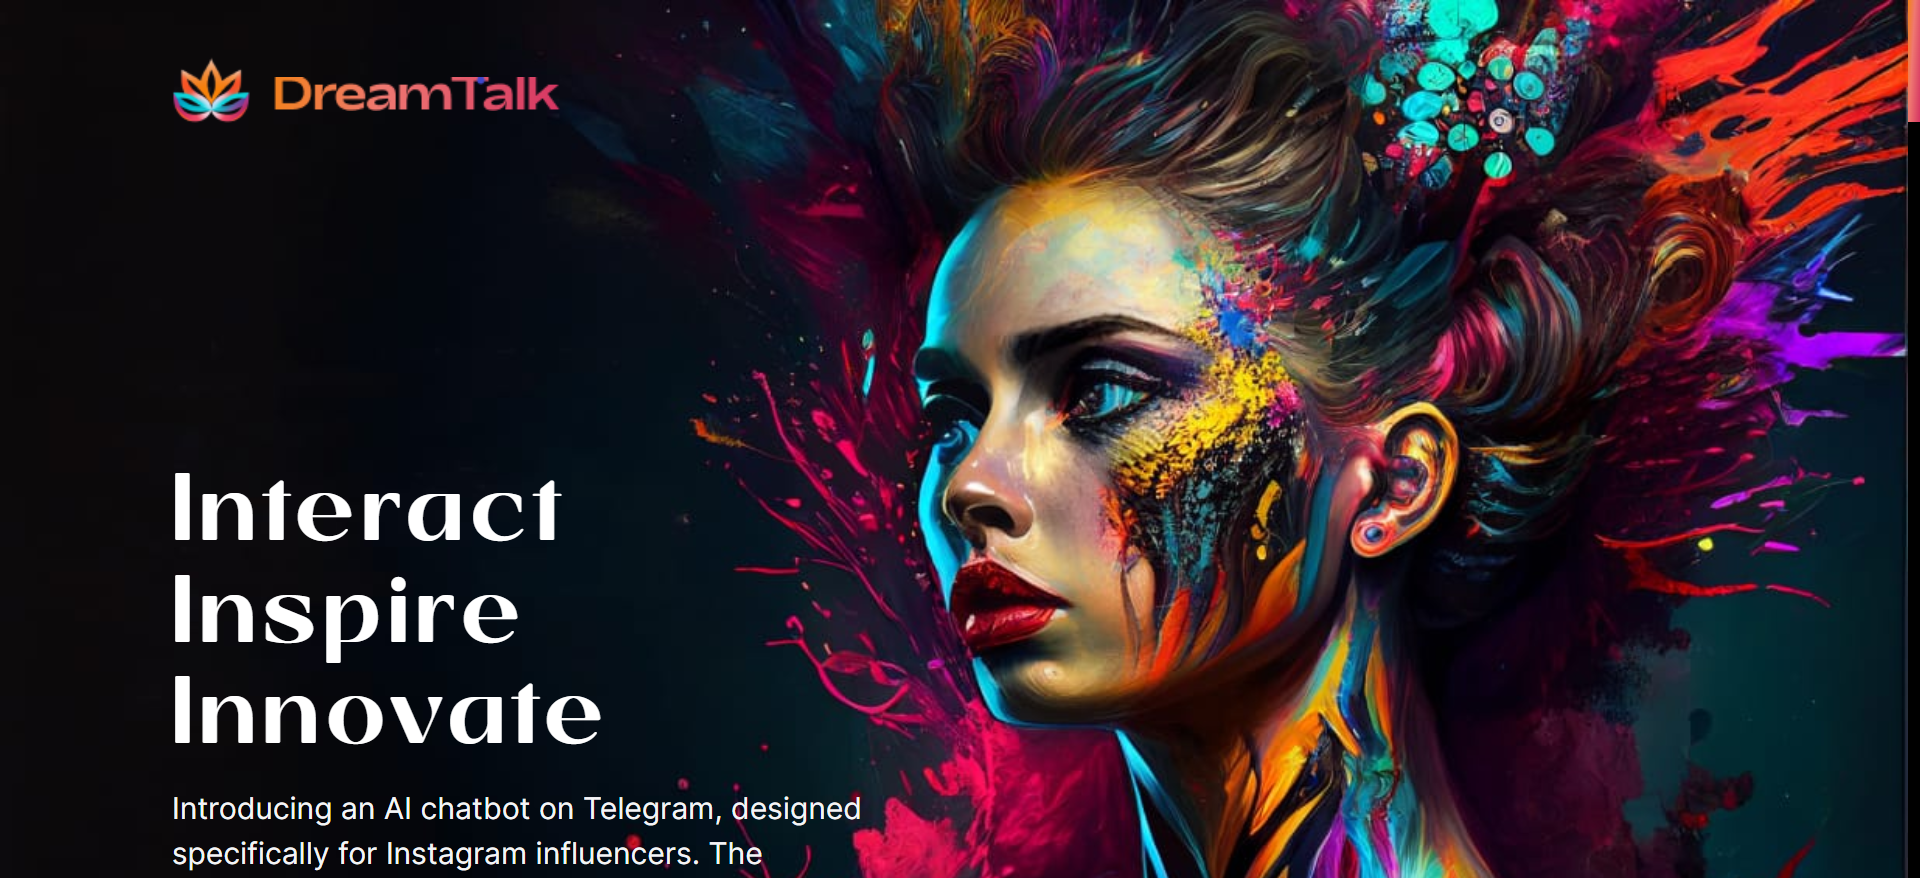 DreamTalk
Interact
Inspire
Innovate
Introducing an AI chatbot on Telegram, designed
specifically for Instagram influencers. The